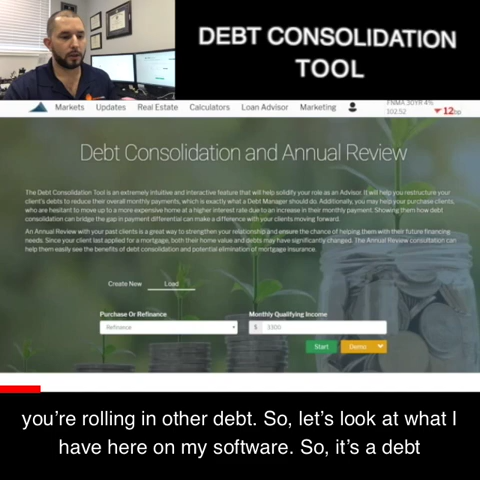 DEBT CONSOLIDATION
TOOL
Markets Updates Real Estate Calculators Loan Advisor Marketing
FNMA 30YR 4%
102.52 12bp
Debt Consolidation and Annual Review
The Debt Consolidation Tool is an extremely intuitive and interactive feature that will help solidify your role as an Advisor. It will help you restructure your
client's debts to reduce their overall monthly payments, which is exactly what a Debt Manager should do. Additionally, you may help your purchase clients,
who are hesitant to move up to a more expensive home at a higher interest rate due to an increase in their monthly payment. Showing them how debt
consolidation can bridge the gap in payment differential can make a difference with your clients moving forward.
An Annual Review with your past clients is a great way to strengthen your relationship and ensure the chance of helping them with their future financing
needs. Since your client last applied for a mortgage, both their home value and debts may have significantly changed. The Annual Review consultation can
help them easily see the benefits of debt consolidation and potential elimination of mortgage insurance.
Create New Load
Purchase Or Refinance Monthly Qualifying Income
Refinance $ 3300
Start Demo
you're rolling in other debt. So, let's look at what I
have here on my software. So, it's a debt